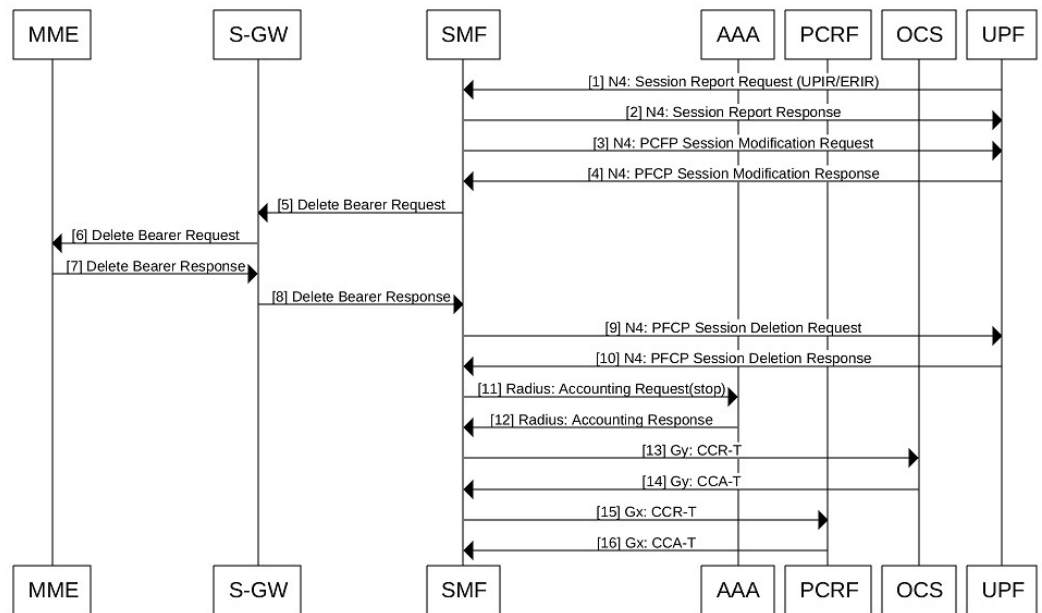 MME
S-GW
SMF
AAA
PCRF
OCS
UPF
[1] N4: Session Report Request (UPIR/ERIR)
[2] N4: Session Report Response
[3] N4: PCFP Session Modification Request
[4] N4: PFCP Session Modification Response
[5] Delete Bearer Request
[6] Delete Bearer Request
[7] Delete Bearer Response
[8] Delete Bearer Response
[9] N4: PFCP Session Deletion Request
[10] N4: PFCP Session Deletion Response
[11] Radius: Accounting Request(stop)
[12] Radius: Accounting Response
[13] Gy: CCR-T
[14] Gy: CCA-T
[15] Gx: CCR-T
[16] Gx: CCA-T
MME
S-GW
SMF
AAA
PCRF
OCS
UPF